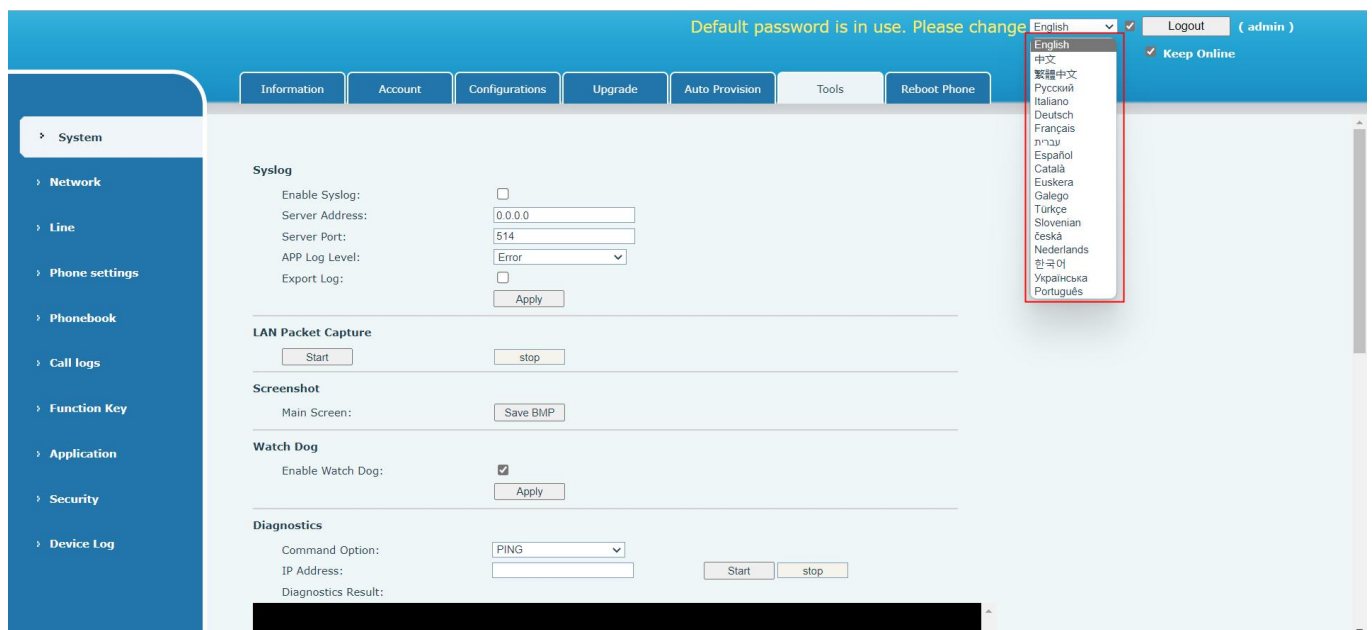 Default password is in use. Please change English Logout ( admin )
Keep Online
English
中文
繁體中文
Русский
Italiano
Deutsch
Français
עברית
Español
Català
Euskera
Galego
Türkçe
Slovenian
česká
Nederlands
한국어
Українська
Português
Information Account Configurations Upgrade Auto Provision Tools Reboot Phone
System
Network
Line
Phone settings
Phonebook
Call logs
Function Key
Application
Security
Device Log
Syslog
Enable Syslog:
Server Address: 0.0.0.0
Server Port: 514
APP Log Level: Error
Export Log:
Apply
LAN Packet Capture
Start stop
Screenshot
Main Screen: Save BMP
Watch Dog
Enable Watch Dog:
Apply
Diagnostics
Command Option: PING
IP Address: Start stop
Diagnostics Result: